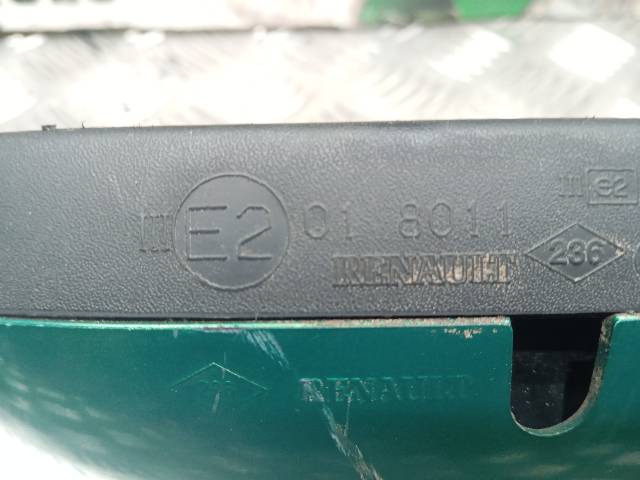 III E2 01 8011
III e2
RENAULT 236
RENAULT